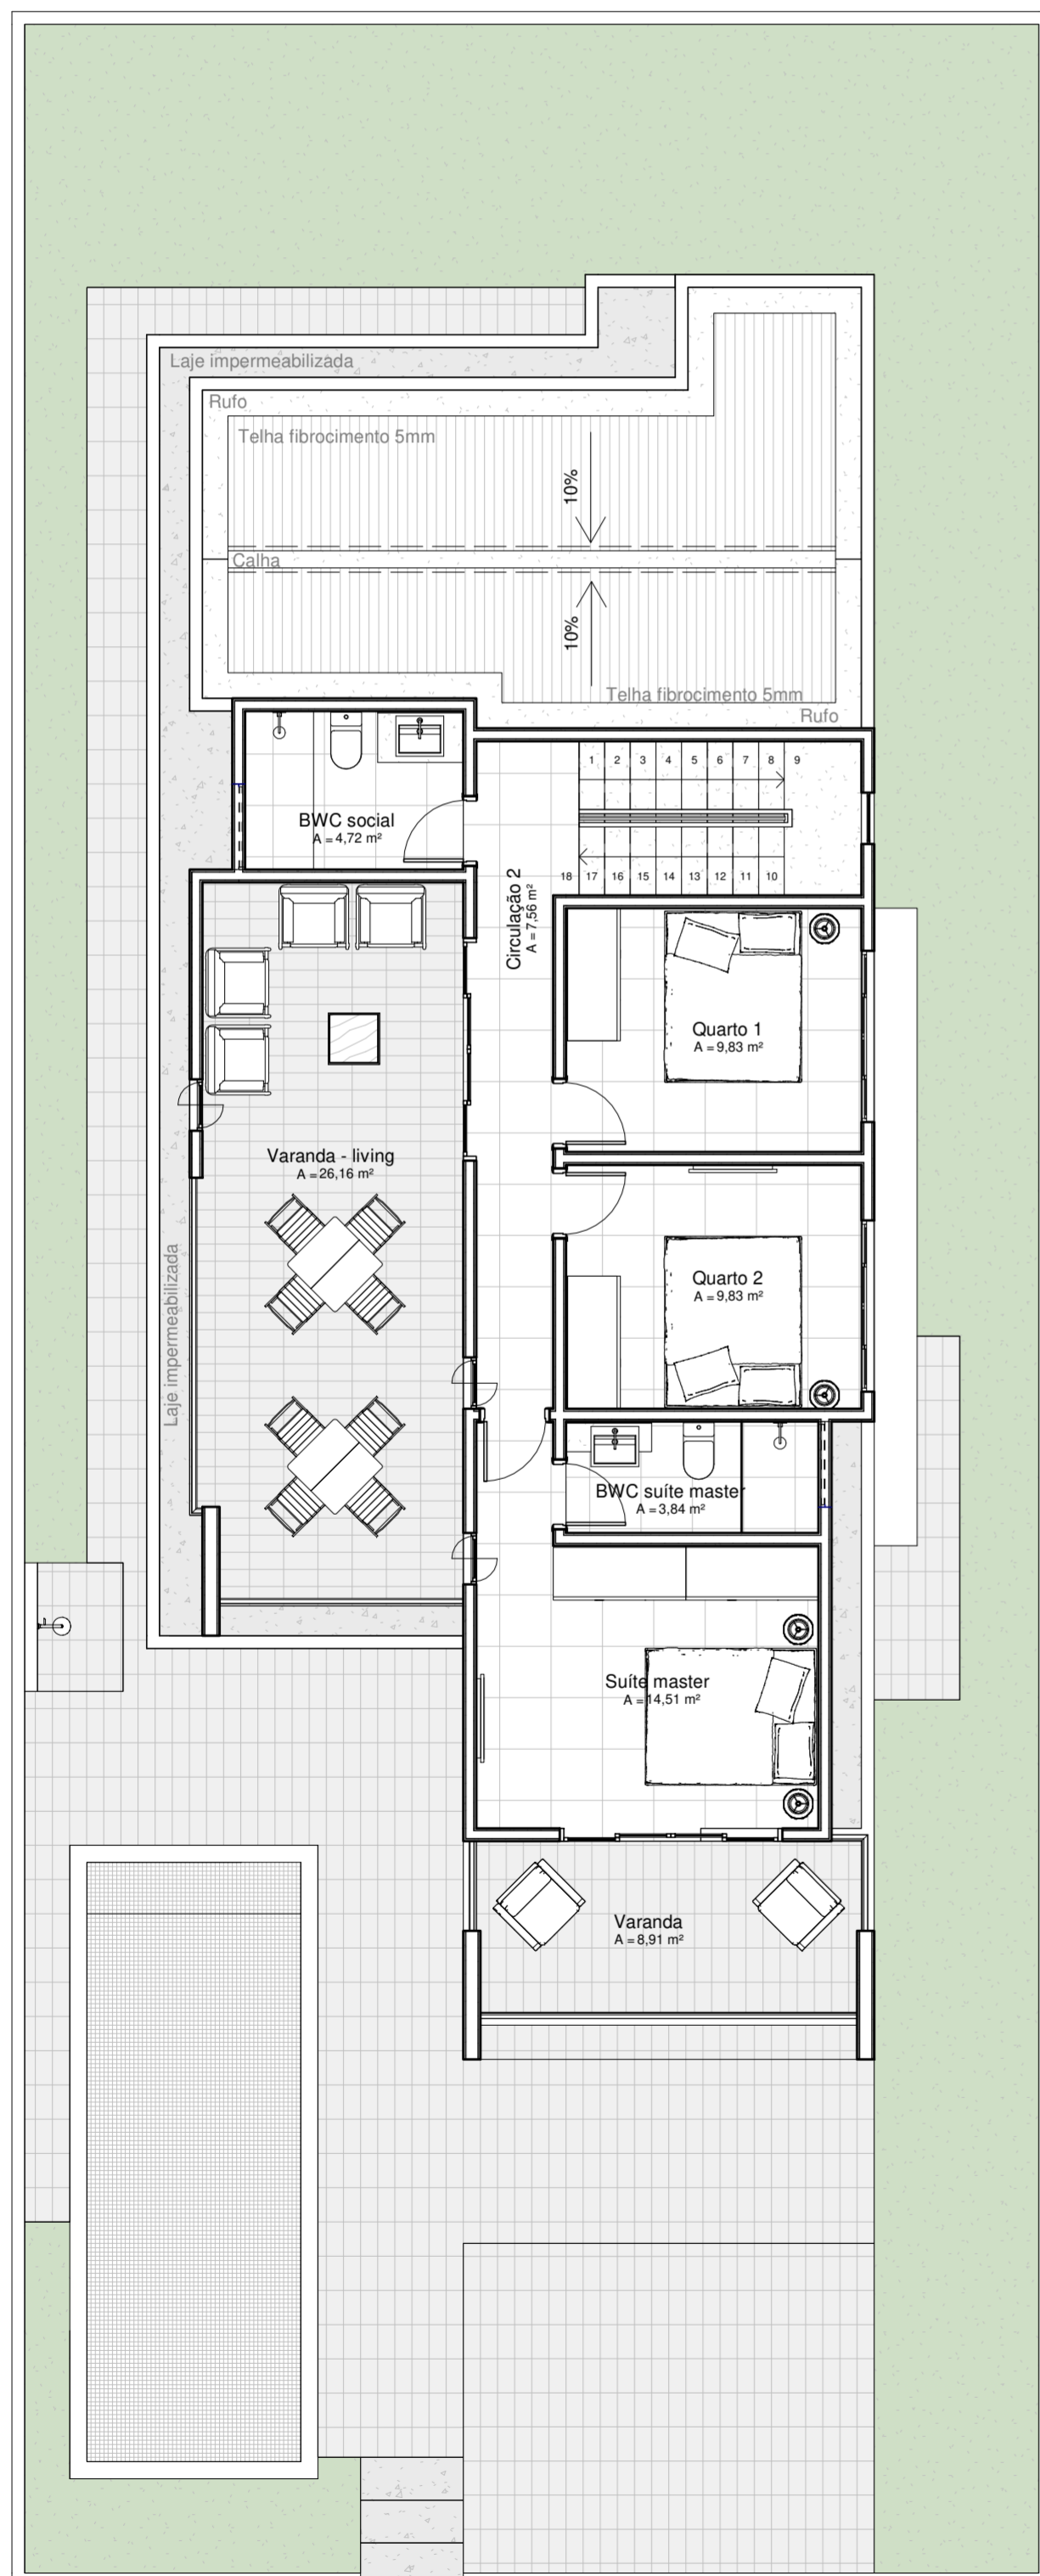 Laje impermeabilizada
Rufo
Telha fibrocimento 5mm
10%
Calha
10%
Telha fibrocimento 5mm
Rufo
1 2 3 4 5 6 7 8 9
BWC social
A = 4,72 m²
18 17 16 15 14 13 12 11 10
Circulação 2
A = 7,56 m²
Quarto 1
A = 9,83 m²
Varanda - living
A = 26,16 m²
Laje impermeabilizada
Quarto 2
A = 9,83 m²
BWC suíte master
A = 3,84 m²
Suíte master
A = 14,51 m²
Varanda
A = 8,91 m²